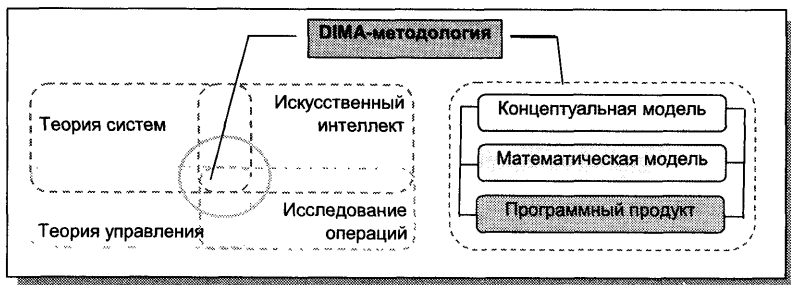 DIMA-методология
Теория систем
Искусственный
интеллект
Теория управления
Исследование
операций
Концептуальная модель
Математическая модель
Программный продукт